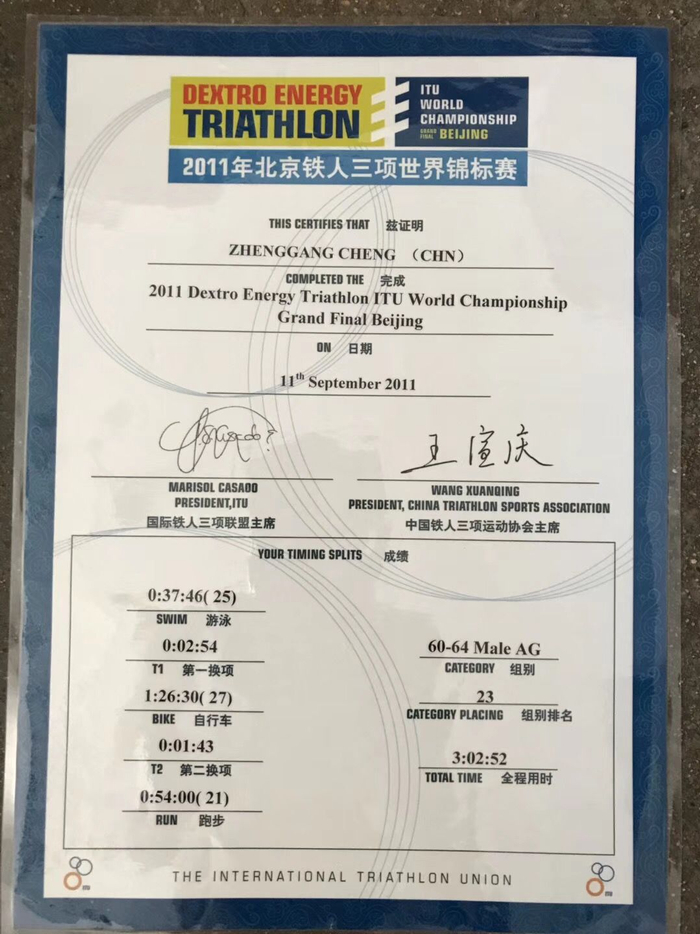 DEXTRO ENERGY
TRIATHLON
ITU
WORLD
CHAMPIONSHIP
GRAND FINAL BEIJING
2011年北京铁人三项世界锦标赛
THIS CERTIFIES THAT 兹证明
ZHENGGANG CHENG (CHN)
COMPLETED THE 完成
2011 Dextro Energy Triathlon ITU World Championship
Grand Final Beijing
ON 日期
11th September 2011
王宣庆
MARISOL CASAD0
PRESIDENT,ITU
国际铁人三项联盟主席
WANG XUANQING
PRESIDENT, CHINA TRIATHLON SPORTS ASSOCIATION
中国铁人三项运动协会主席
YOUR TIMING SPLITS 成绩
0:37:46( 25)
SWIM 游泳
0:02:54
T1 第一换项
1:26:30( 27)
BIKE 自行车
0:01:43
T2 第二换项
0:54:00( 21)
RUN 跑步
60-64 Male AG
CATEGORY 组别
23
CATEGORY PLACING 组别排名
3:02:52
TOTAL TIME 全程用时
THE INTERNATIONAL TRIATHLON UNION